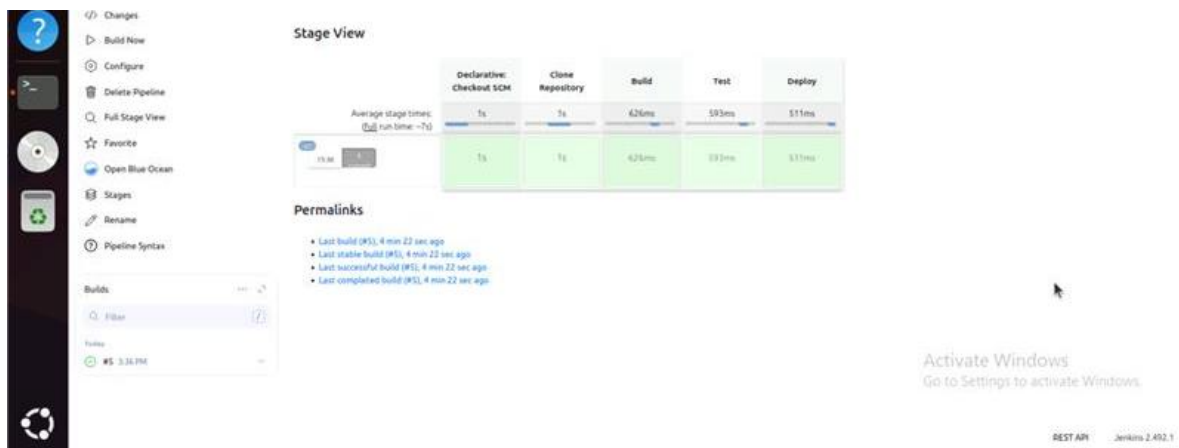 Changes
Build Now
Configure
Delete Pipeline
Full Stage View
Favorite
Open Blue Ocean
Stages
Rename
Pipeline Syntax
Builds
Filter
Today
#5 3:36 PM
Stage View
Declarative: Checkout SCM
Clone Repository
Build
Test
Deploy
Average stage times:
(full run time: ~7s)
1s 1s 626ms 593ms 511ms
15:36
1s 1s 626ms 593ms 511ms
Permalinks
Last build (#5), 4 min 22 sec ago
Last stable build (#5), 4 min 22 sec ago
Last successful build (#5), 4 min 22 sec ago
Last completed build (#5), 4 min 22 sec ago
Activate Windows
Go to Settings to activate Windows.
REST API Jenkins 2.492.1